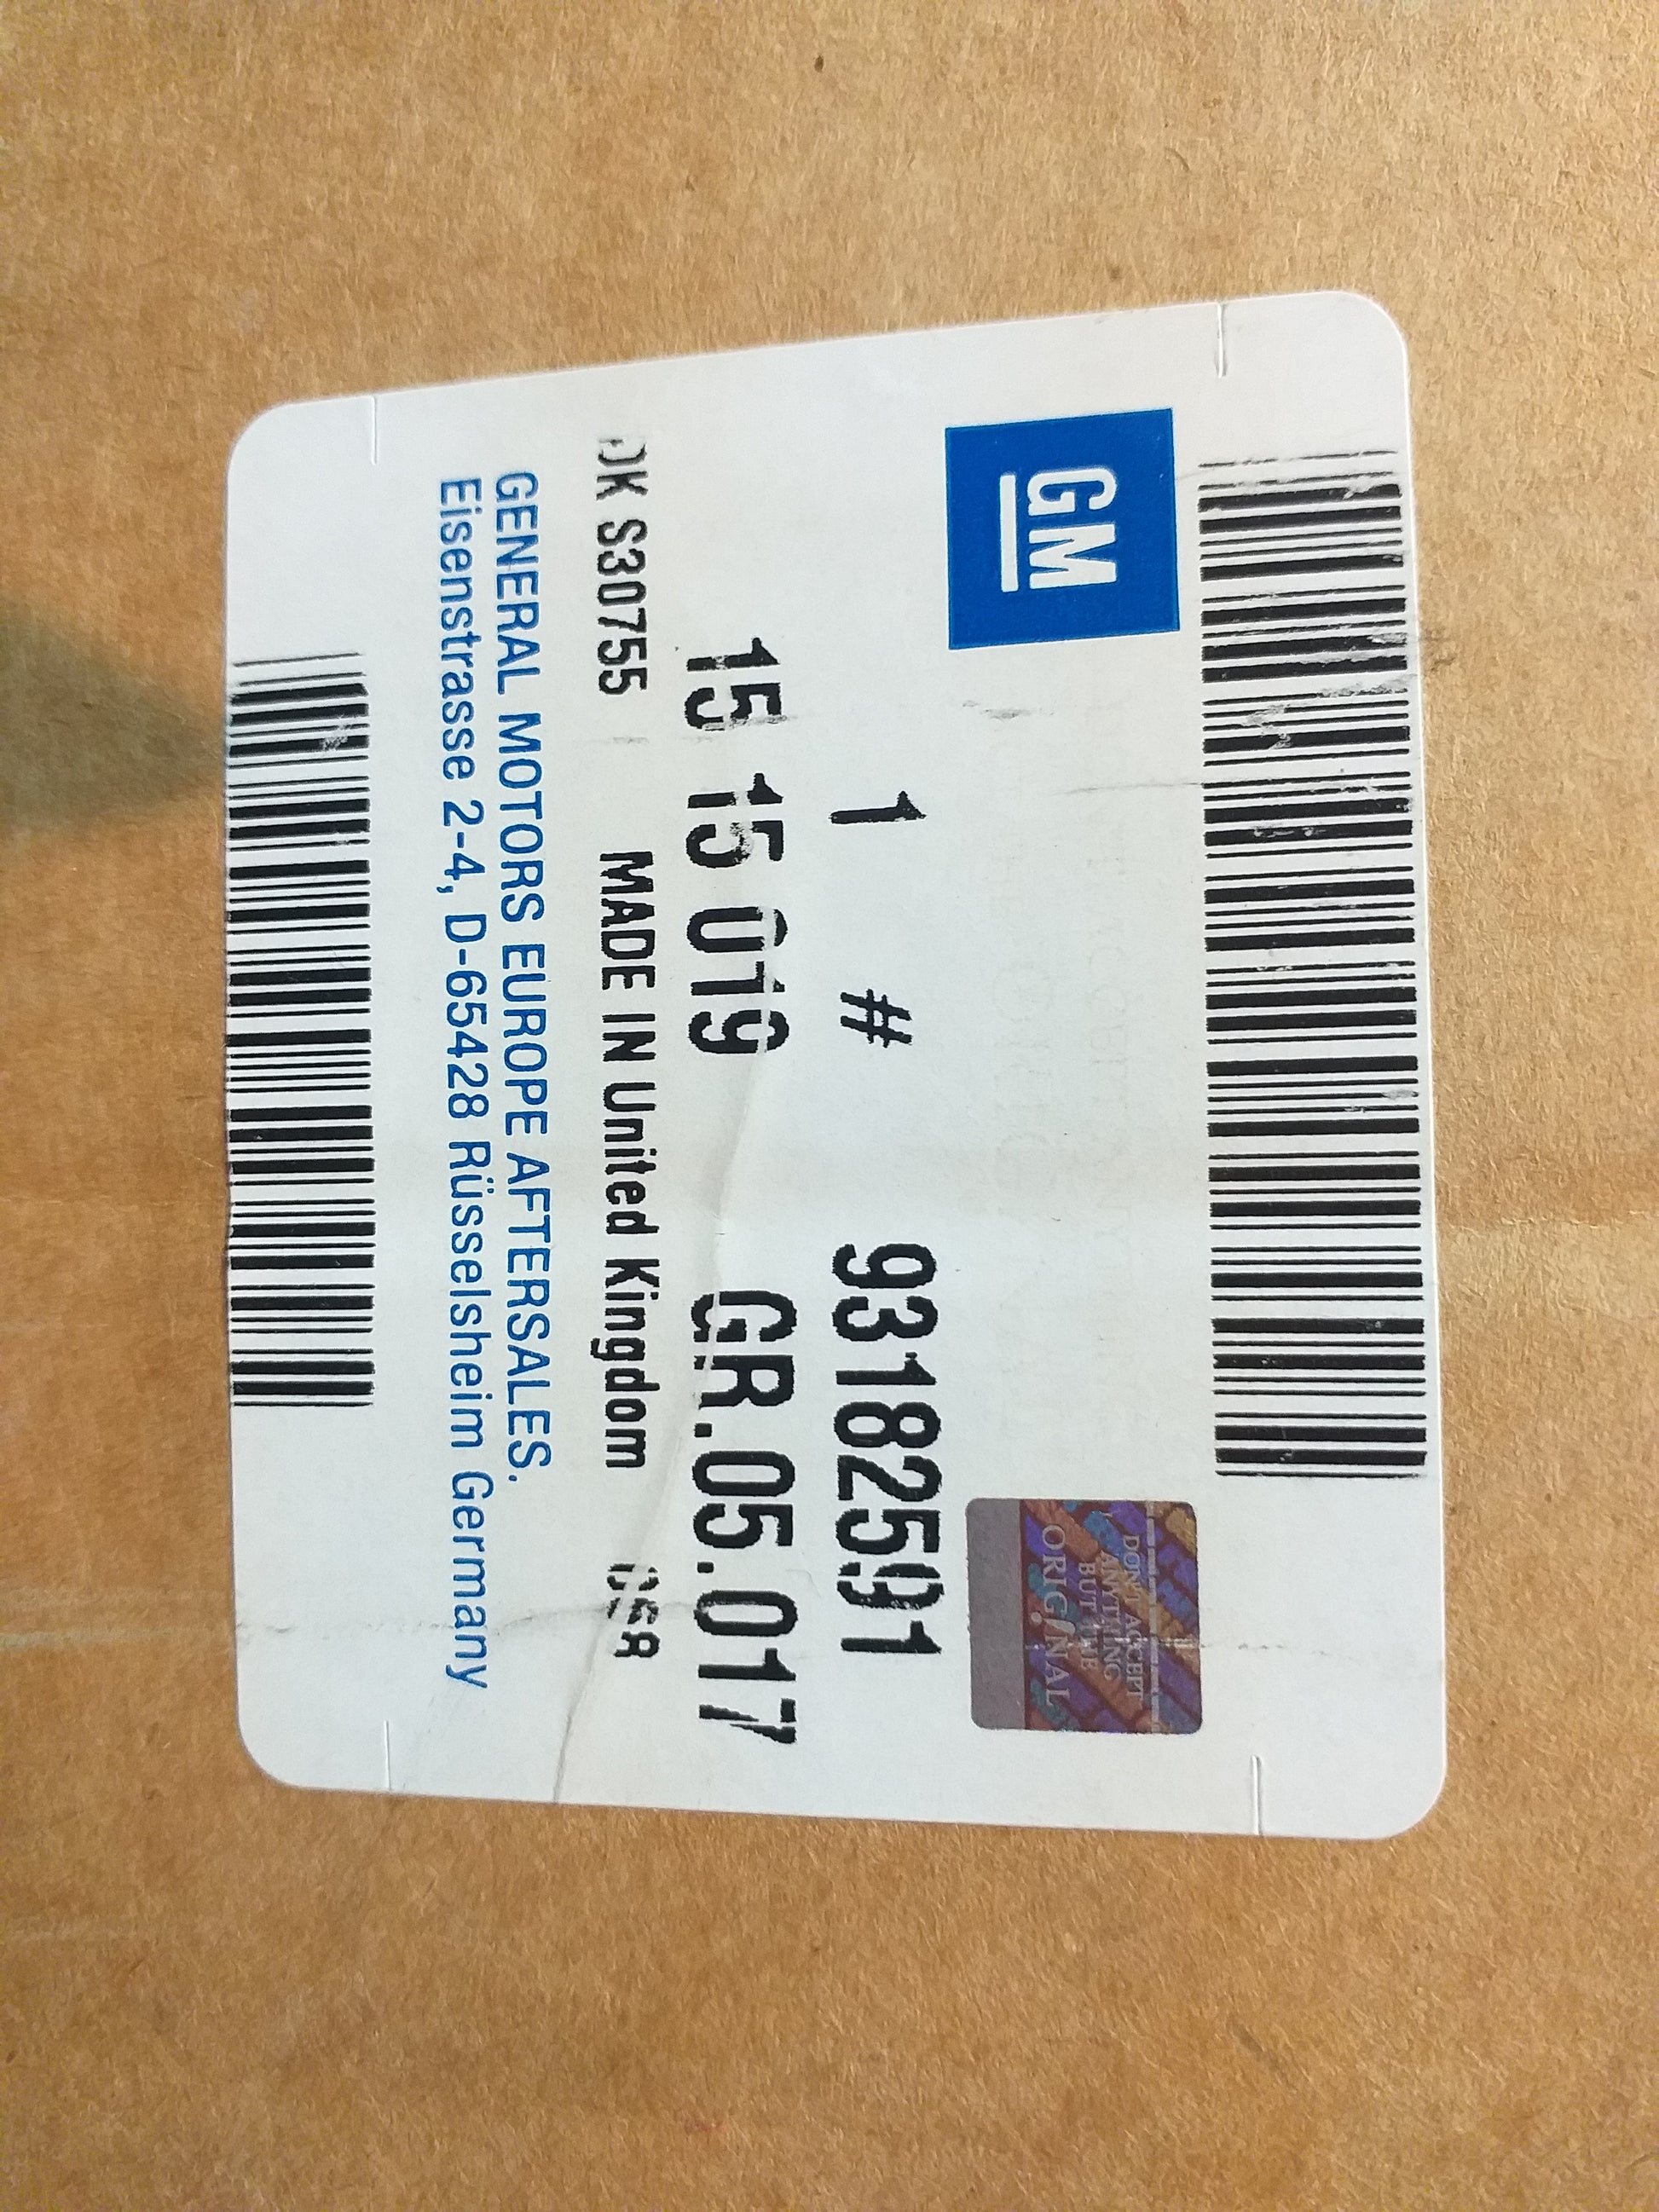 GM
DON'T ACCEPT
ANYTHING
BUT THE
ORIGINAL
1 # 93182591
15 15 019 GR.05.017
S30755 MADE IN United Kingdom
GENERAL MOTORS EUROPE AFTERSALES.
Eisenstrasse 2-4, D-65428 Rüsselsheim Germany